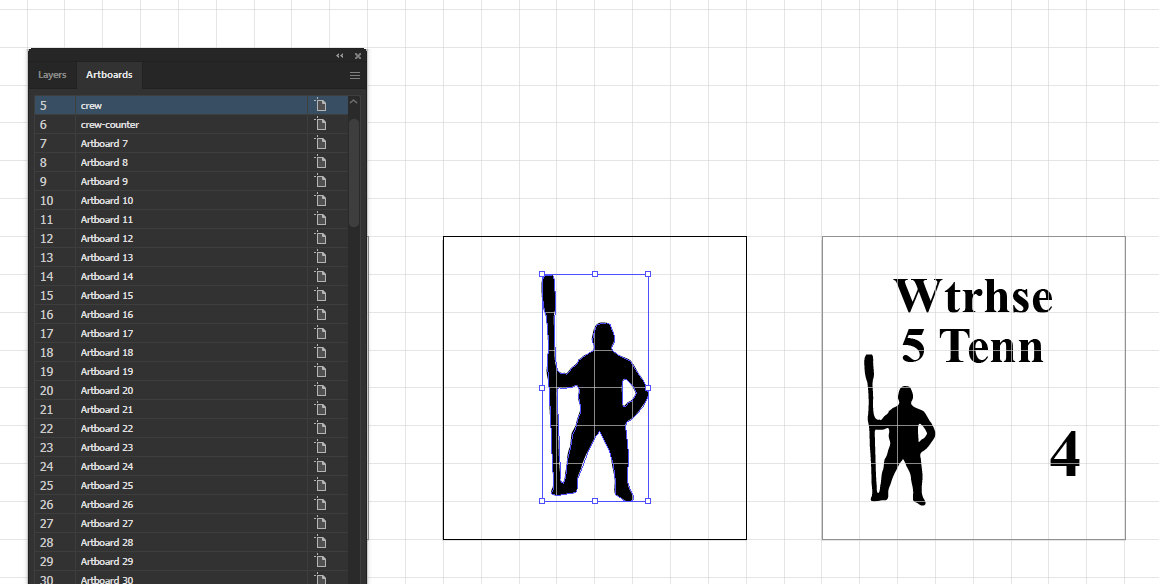 Layers Artboards
5 crew
6 crew-counter
7 Artboard 7
8 Artboard 8
9 Artboard 9
10 Artboard 10
11 Artboard 11
12 Artboard 12
13 Artboard 13
14 Artboard 14
15 Artboard 15
16 Artboard 16
17 Artboard 17
18 Artboard 18
19 Artboard 19
20 Artboard 20
21 Artboard 21
22 Artboard 22
23 Artboard 23
24 Artboard 24
25 Artboard 25
26 Artboard 26
27 Artboard 27
28 Artboard 28
29 Artboard 29
30 Artboard 30
Wtrhse
5 Tenn
4